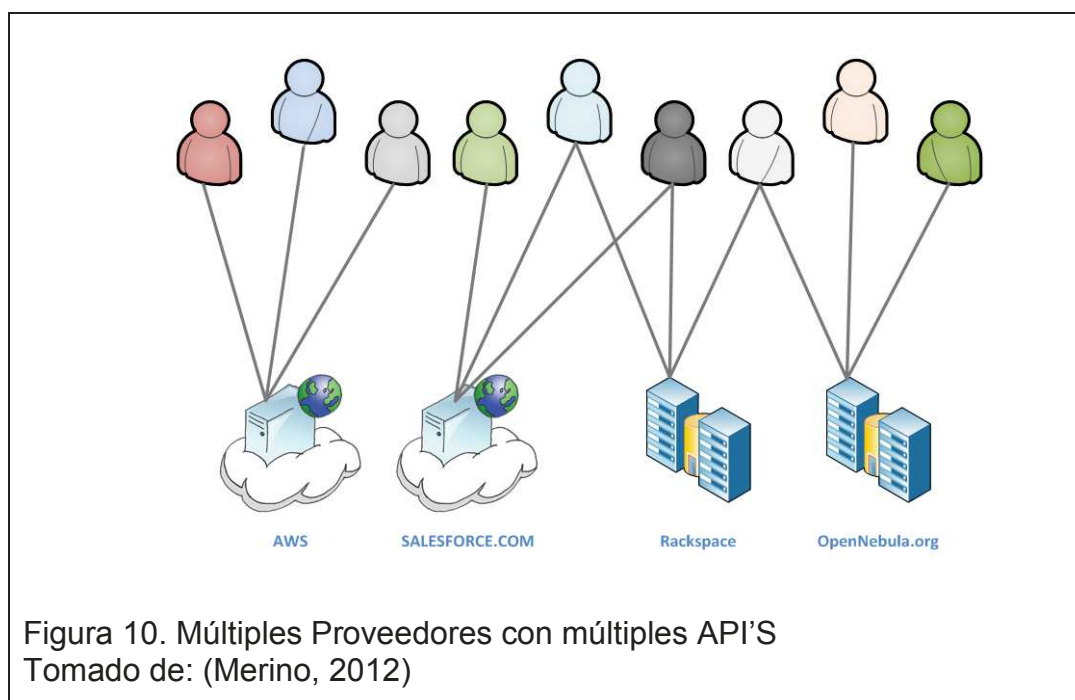 AWS
SALESFORCE.COM
Rackspace
OpenNebula.org
Figura 10. Múltiples Proveedores con múltiples API’S
Tomado de: (Merino, 2012)